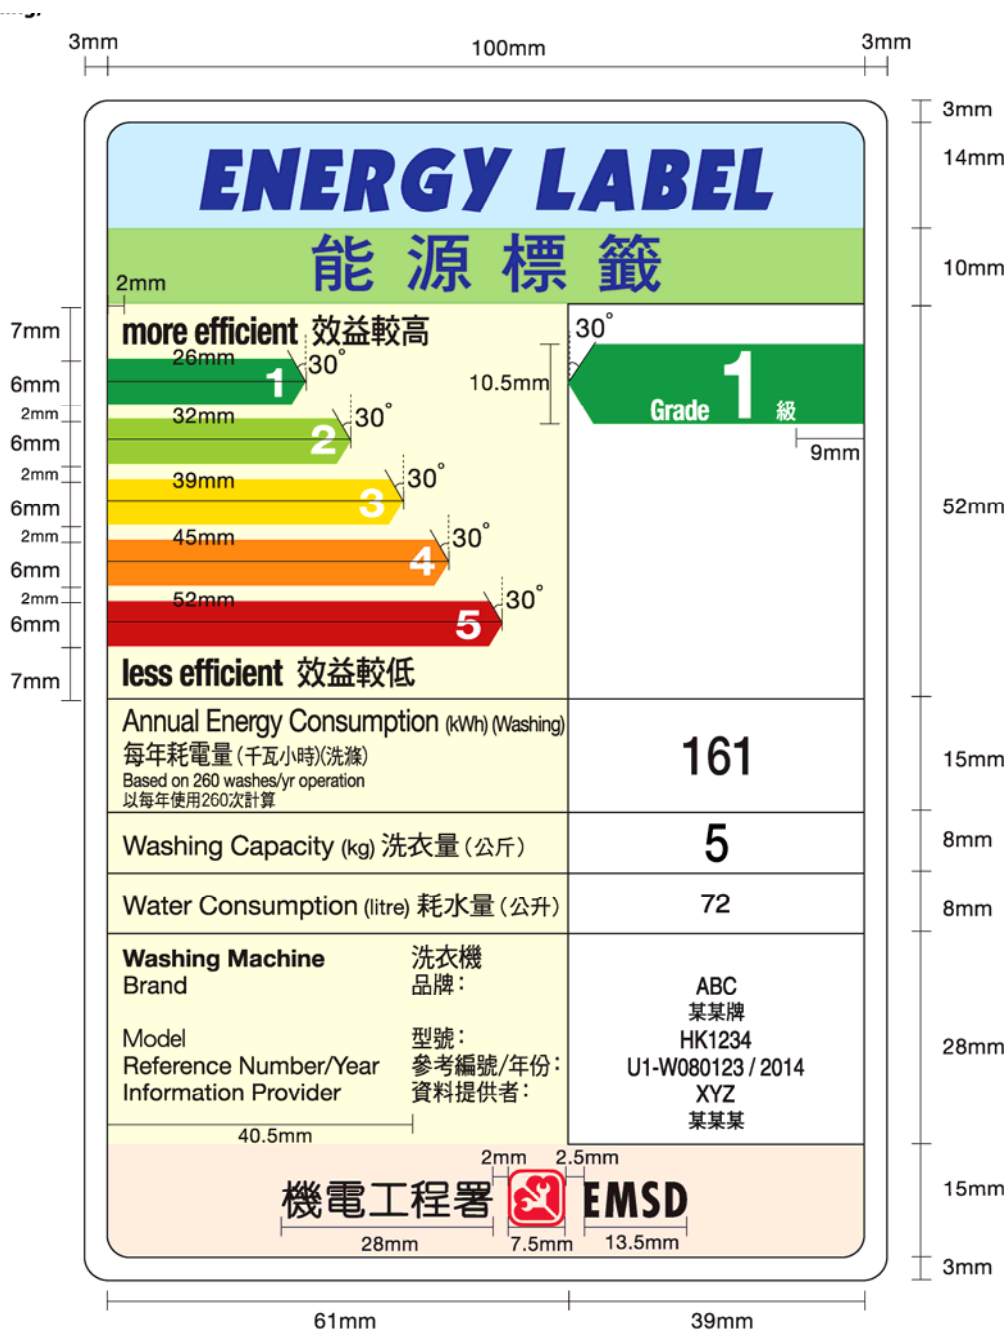 3mm 100mm 3mm
3mm
ENERGY LABEL
14mm
能源標籤
10mm
2mm
7mm more efficient 效益較高 30°
26mm 30°
6mm 1 10.5mm Grade 1 級
2mm 32mm 30°
6mm 2 9mm
2mm 39mm 30°
6mm 3 52mm
2mm 45mm 30°
6mm 4
2mm 52mm 30°
6mm 5
7mm less efficient 效益較低
Annual Energy Consumption (kWh) (Washing)
每年耗電量 (千瓦小時)(洗滌) 161 15mm
Based on 260 washes/yr operation
以每年使用260次計算
Washing Capacity (kg) 洗衣量 (公斤) 5 8mm
Water Consumption (litre) 耗水量 (公升) 72 8mm
Washing Machine 洗衣機
Brand 品牌： ABC
某某牌
Model 型號： HK1234 28mm
Reference Number/Year 參考編號/年份： U1-W080123 / 2014
Information Provider 資料提供者： XYZ
某某某
40.5mm
2mm 2.5mm
機電工程署 EMSD 15mm
28mm 7.5mm 13.5mm
3mm
61mm 39mm